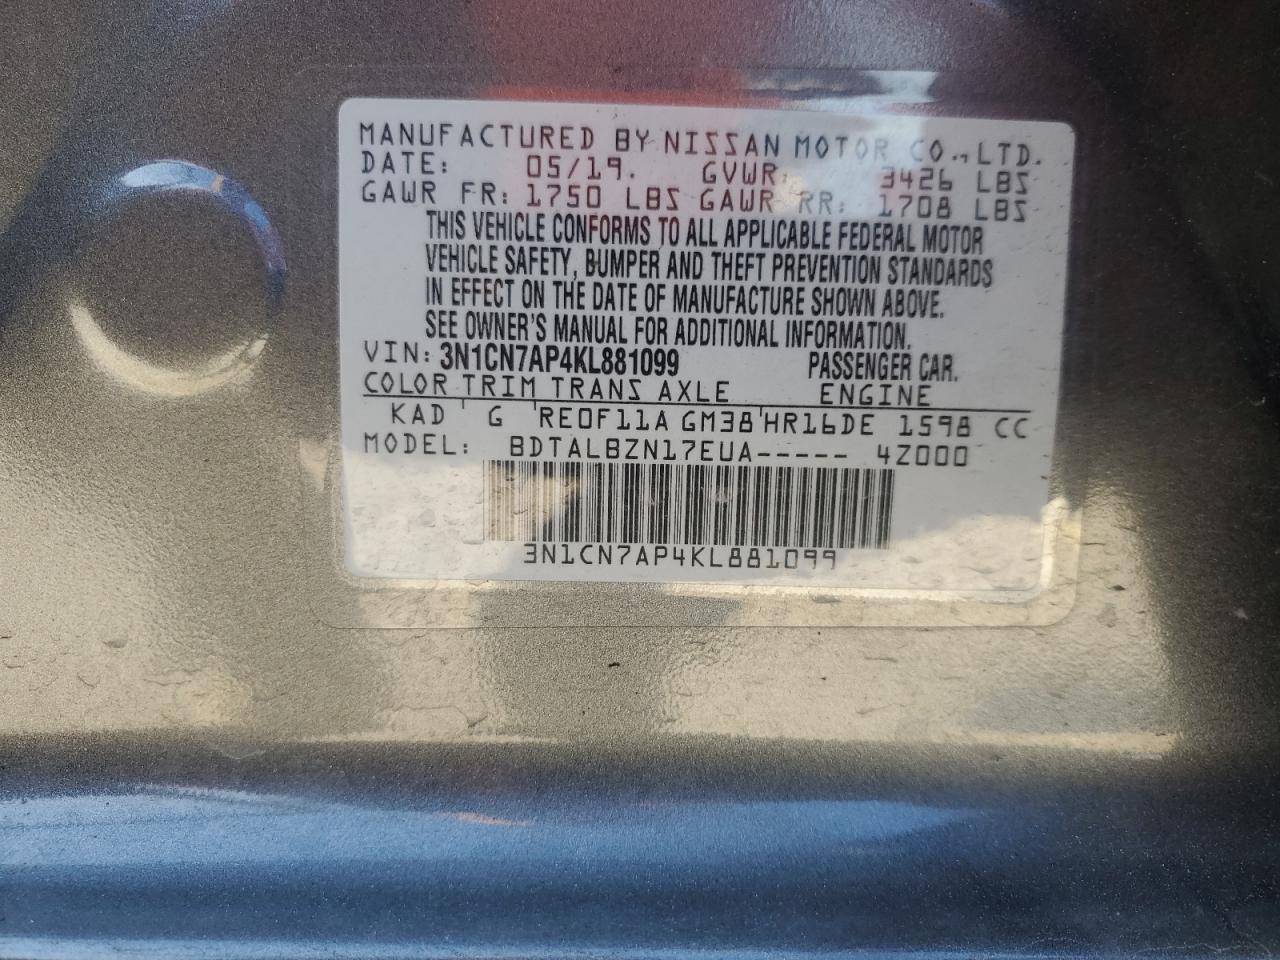 MANUFACTURED BY NISSAN MOTOR CO.,LTD.
DATE: 05/19. GVWR: 3426 LBS
GAWR FR: 1750 LBS GAWR RR: 1708 LBS
THIS VEHICLE CONFORMS TO ALL APPLICABLE FEDERAL MOTOR
VEHICLE SAFETY, BUMPER AND THEFT PREVENTION STANDARDS
IN EFFECT ON THE DATE OF MANUFACTURE SHOWN ABOVE.
SEE OWNER'S MANUAL FOR ADDITIONAL INFORMATION.
VIN: 3N1CN7AP4KL881099 PASSENGER CAR.
COLOR TRIM TRANS AXLE ENGINE
KAD G RE0F11A GM38 HR16DE 1598 CC
MODEL: BDTALBZN17EUA----- 4Z000
3N1CN7AP4KL881099